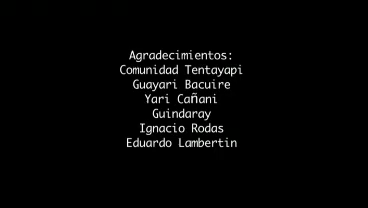 Agradecimientos:
Comunidad Tentayapi
Guayari Bacuire
Yari Cañani
Guindaray
Ignacio Rodas
Eduardo Lambertin